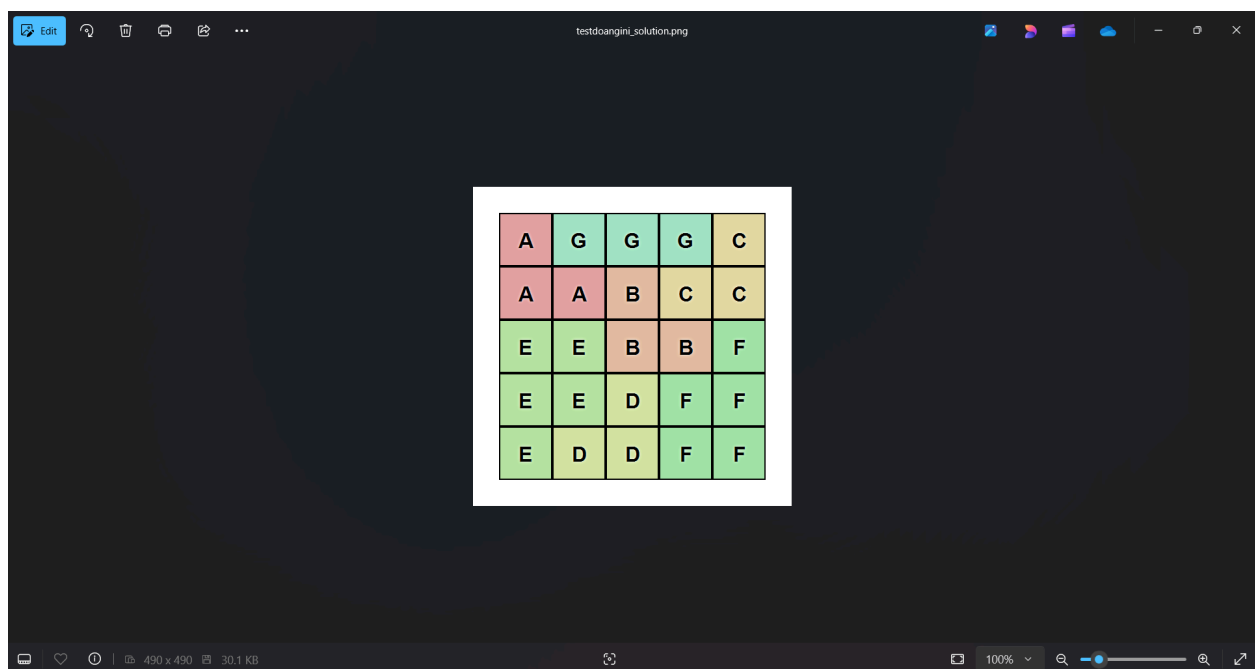 Edit
testdoangini_solution.png
A G G G C
A A B C C
E E B B F
E E D F F
E D D F F
490 x 490 30.1 KB
100%